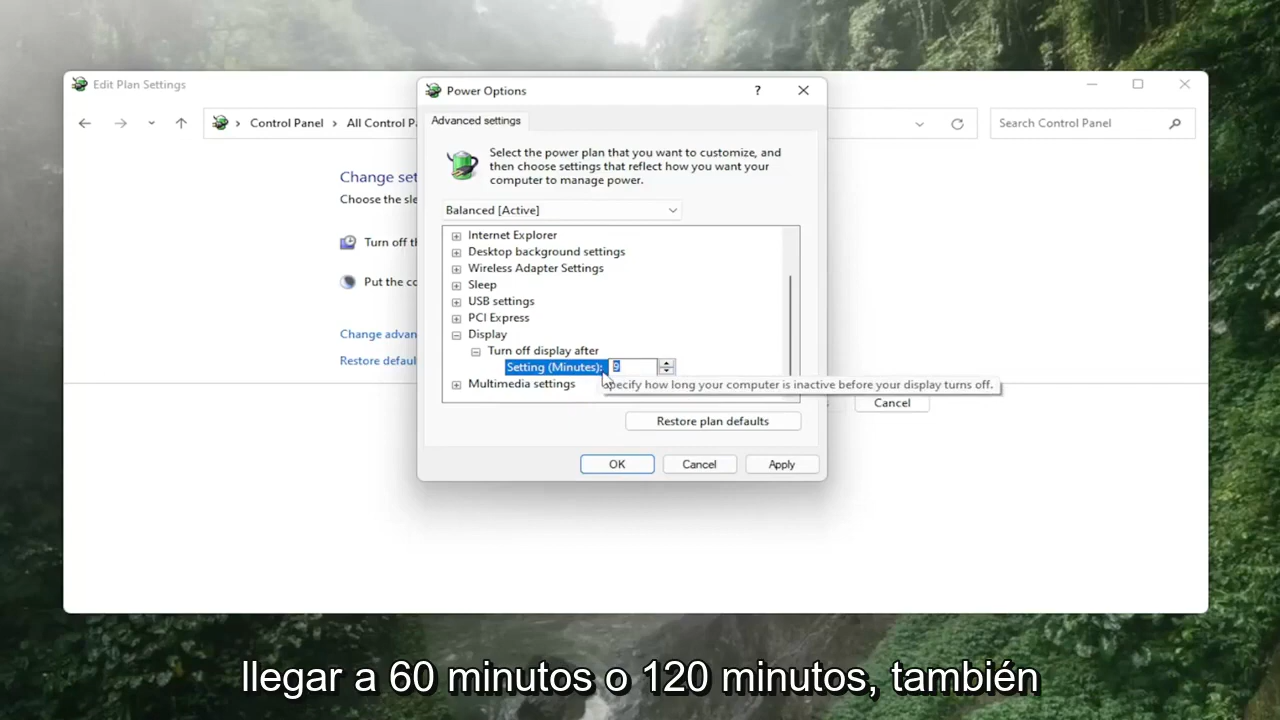 Edit Plan Settings
Control Panel
All Control P
Search Control Panel
Change set
Choose the sle
Turn off th
Put the co
Change advan
Restore defaul
Cancel
Power Options
?
Advanced settings
Select the power plan that you want to customize, and
then choose settings that reflect how you want your
computer to manage power.
Balanced [Active]
Internet Explorer
Desktop background settings
Wireless Adapter Settings
Sleep
USB settings
PCI Express
Display
Turn off display after
Setting (Minutes): 9
Multimedia settings
specify how long your computer is inactive before your display turns off.
Restore plan defaults
OK
Cancel
Apply
llegar a 60 minutos o 120 minutos, también